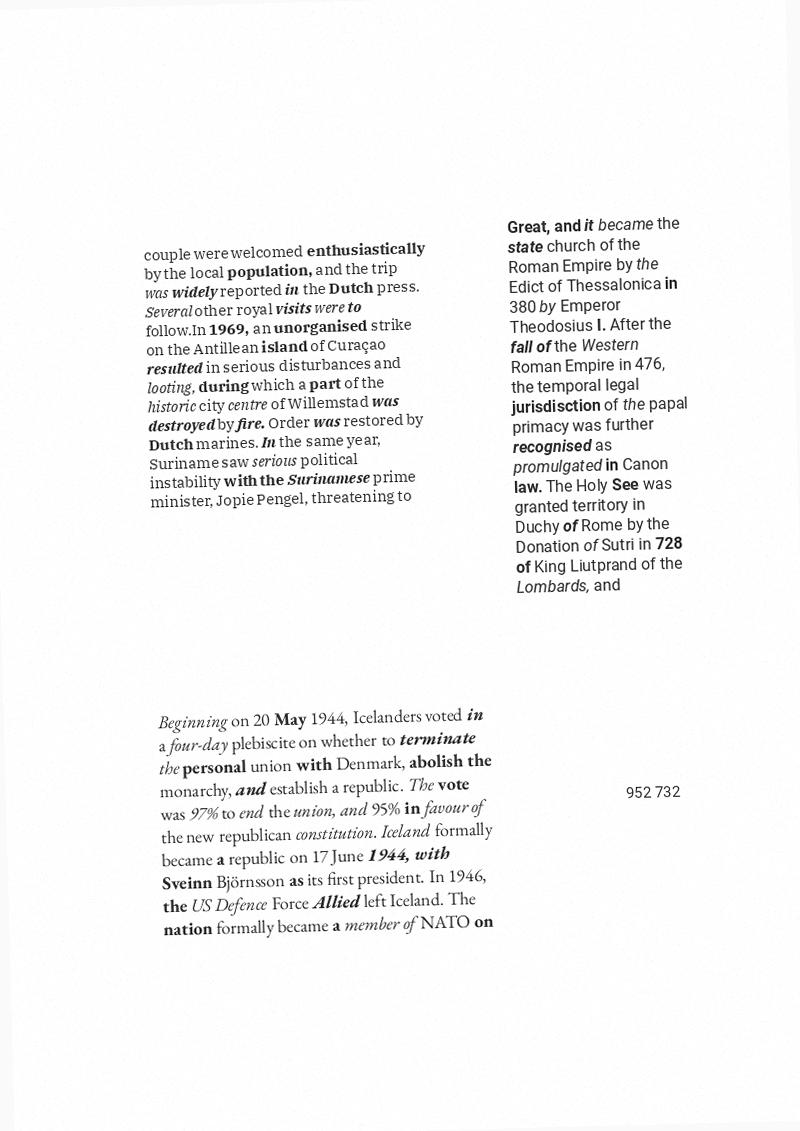 couple were welcomed enthusiastically
by the local population, and the trip
was widely reported in the Dutch press.
Several other royal visits were to
follow.In 1969, an unorganised strike
on the Antillean island of Curaçao
resulted in serious disturbances and
looting, during which a part of the
historic city centre of Willemstad was
destroyed by fire. Order was restored by
Dutch marines. In the same year,
Suriname saw serious political
instability with the Surinamese prime
minister, Jopie Pengel, threatening to
Great, and it became the
state church of the
Roman Empire by the
Edict of Thessalonica in
380 by Emperor
Theodosius I. After the
fall of the Western
Roman Empire in 476,
the temporal legal
jurisdisction of the papal
primacy was further
recognised as
promulgated in Canon
law. The Holy See was
granted territory in
Duchy of Rome by the
Donation of Sutri in 728
of King Liutprand of the
Lombards, and
Beginning on 20 May 1944, Icelanders voted in
a four-day plebiscite on whether to terminate
the personal union with Denmark, abolish the
monarchy, and establish a republic. The vote
was 97% to end the union, and 95% in favour of
the new republican constitution. Iceland formally
became a republic on 17 June 1944, with
Sveinn Björnsson as its first president. In 1946,
the US Defence Force Allied left Iceland. The
nation formally became a member of NATO on
952 732